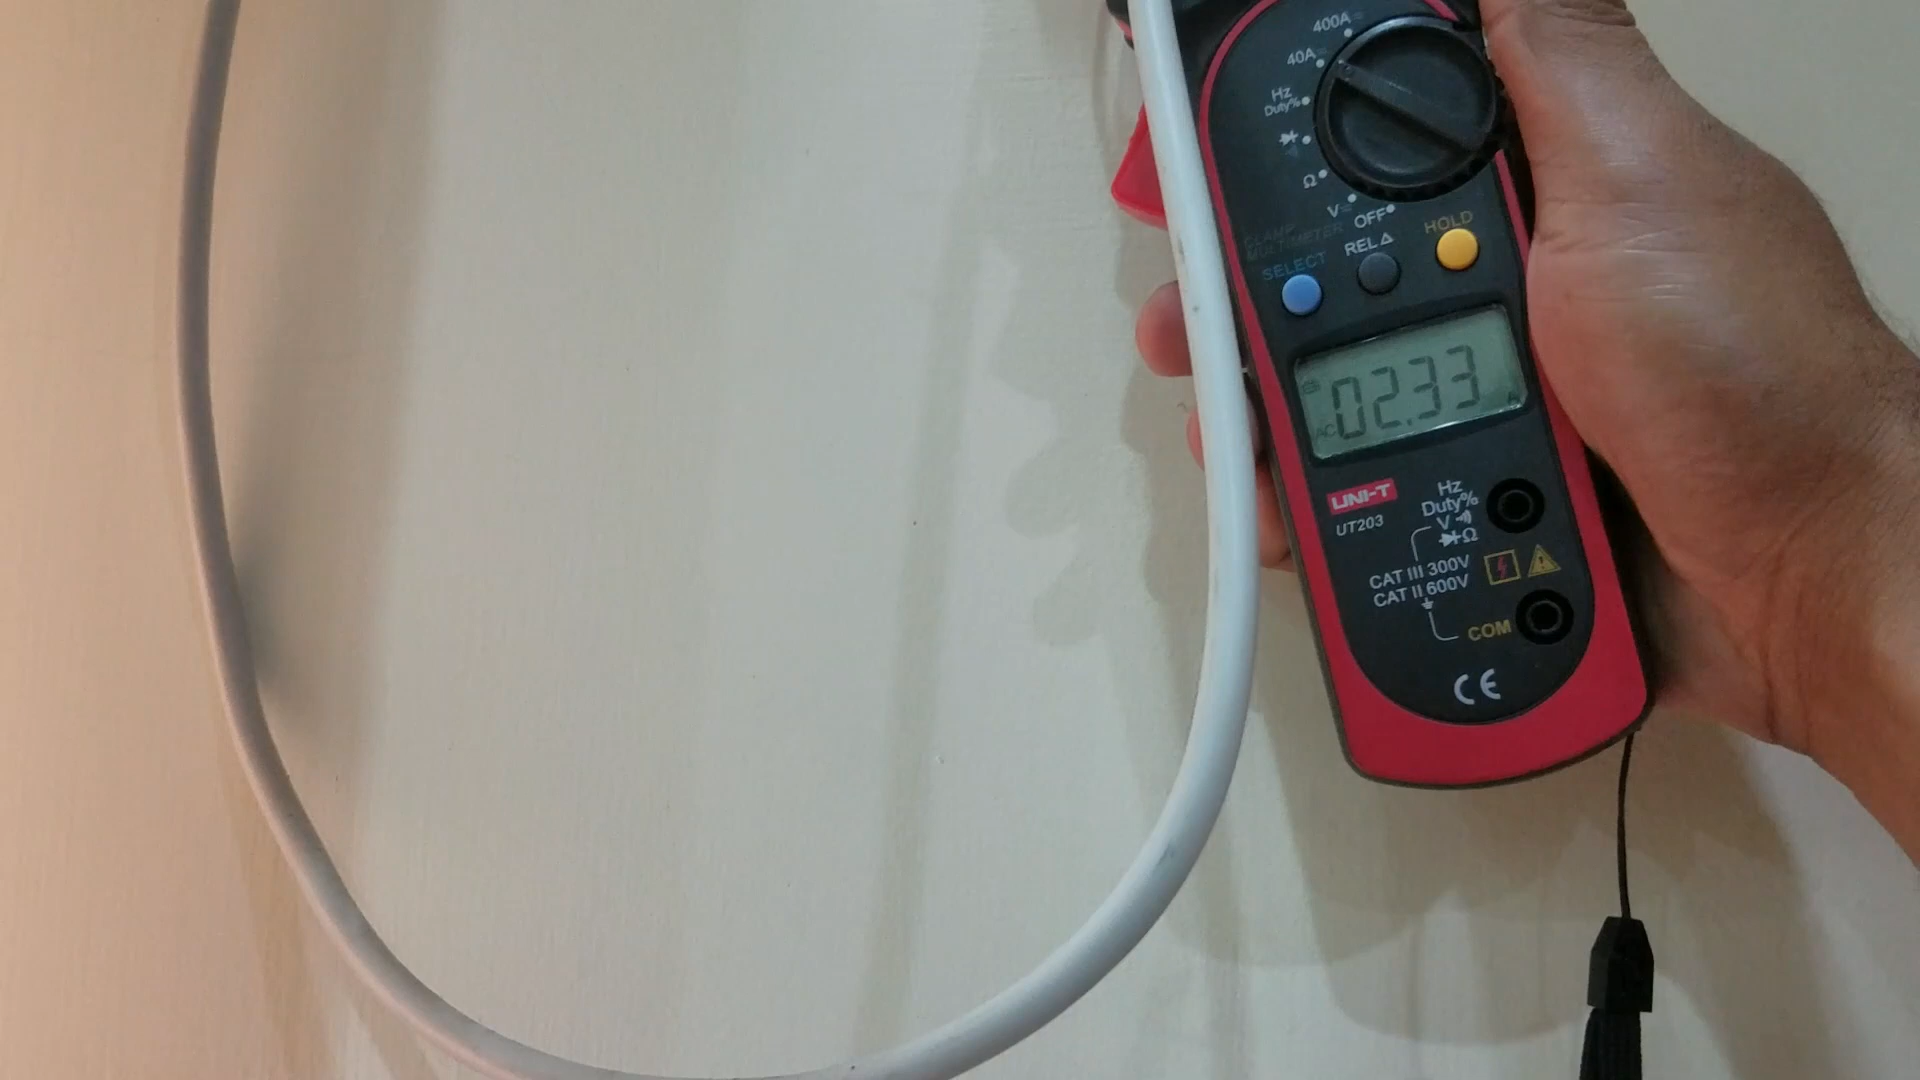 400A≂
40A≂
Hz
Duty%
Ω
V≂
OFF
CLAMP
MULTIMETER
SELECT
REL Δ
HOLD
AC 02.33 A
UNI-T
UT203
Hz
Duty%
V
Ω
CAT III 300V
CAT II 600V
COM
CE